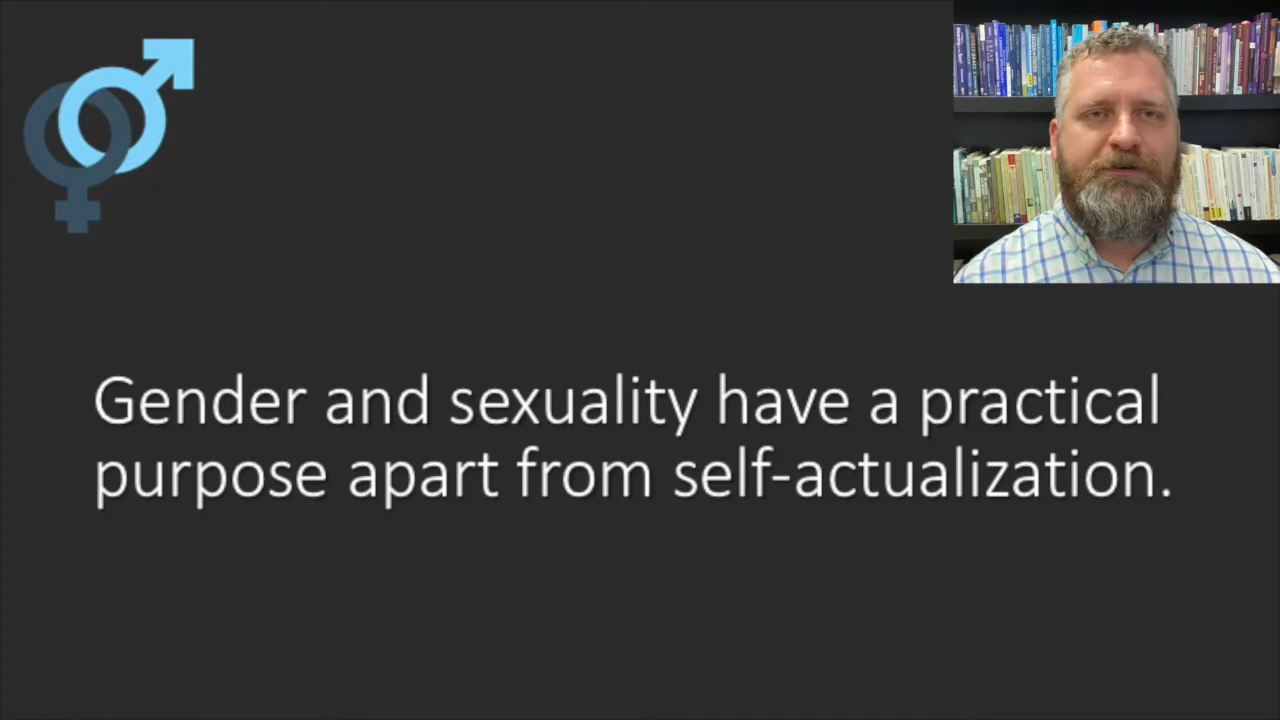 Gender and sexuality have a practical
purpose apart from self-actualization.